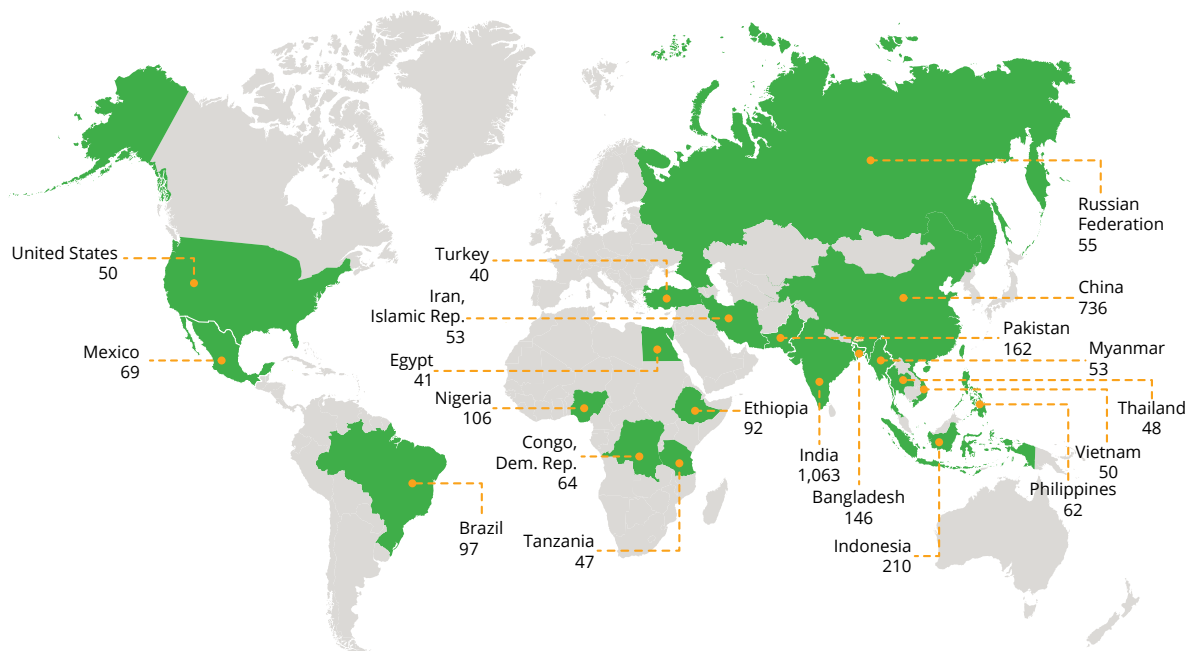 United States
50
Mexico
69
Brazil
97
Turkey
40
Iran,
Islamic Rep.
53
Egypt
41
Nigeria
106
Congo,
Dem. Rep.
64
Tanzania
47
Ethiopia
92
India
1,063
Bangladesh
146
Indonesia
210
Russian
Federation
55
China
736
Pakistan
162
Myanmar
53
Thailand
48
Vietnam
50
Philippines
62